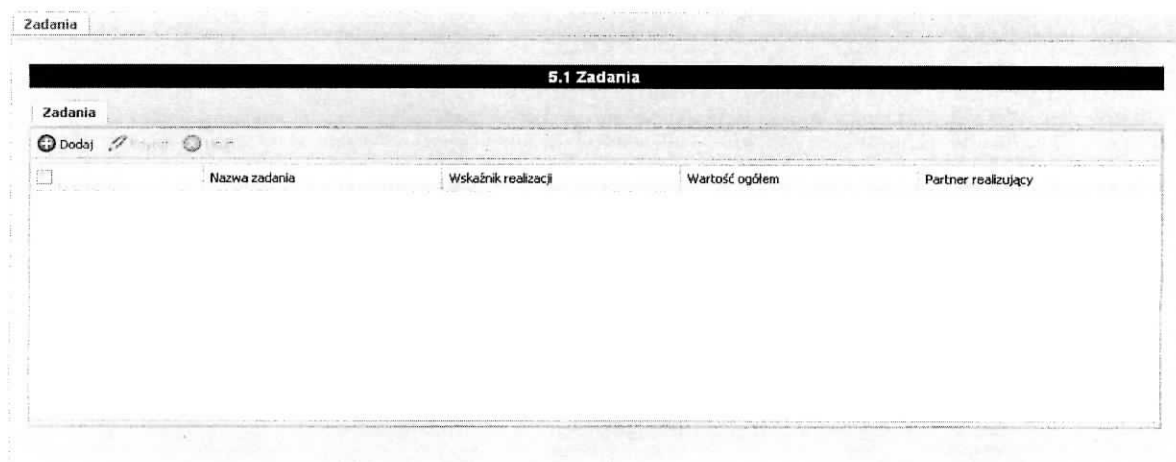 Zadania
5.1 Zadania
Zadania
Dodaj
Nazwa zadania Wskaźnik realizacji Wartość ogółem Partner realizujący